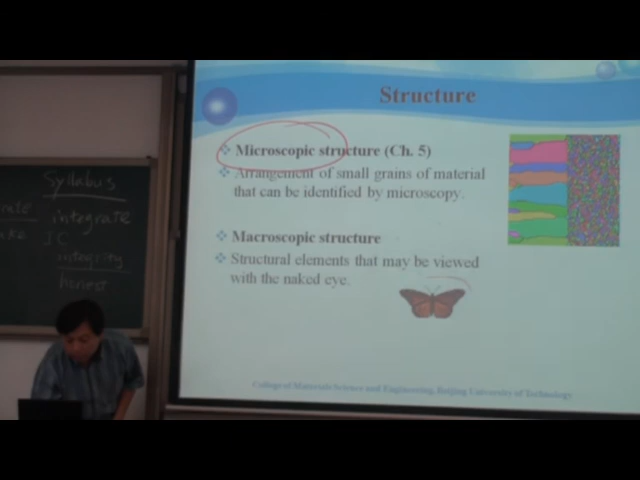 Structure
❖ Microscopic structure (Ch. 5)
❖ Arrangement of small grains of material
that can be identified by microscopy.
❖ Macroscopic structure
❖ Structural elements that may be viewed
with the naked eye.
College of Materials Science and Engineering, Beijing University of Technology
Syllabus
integrate
I C
integrity
honest